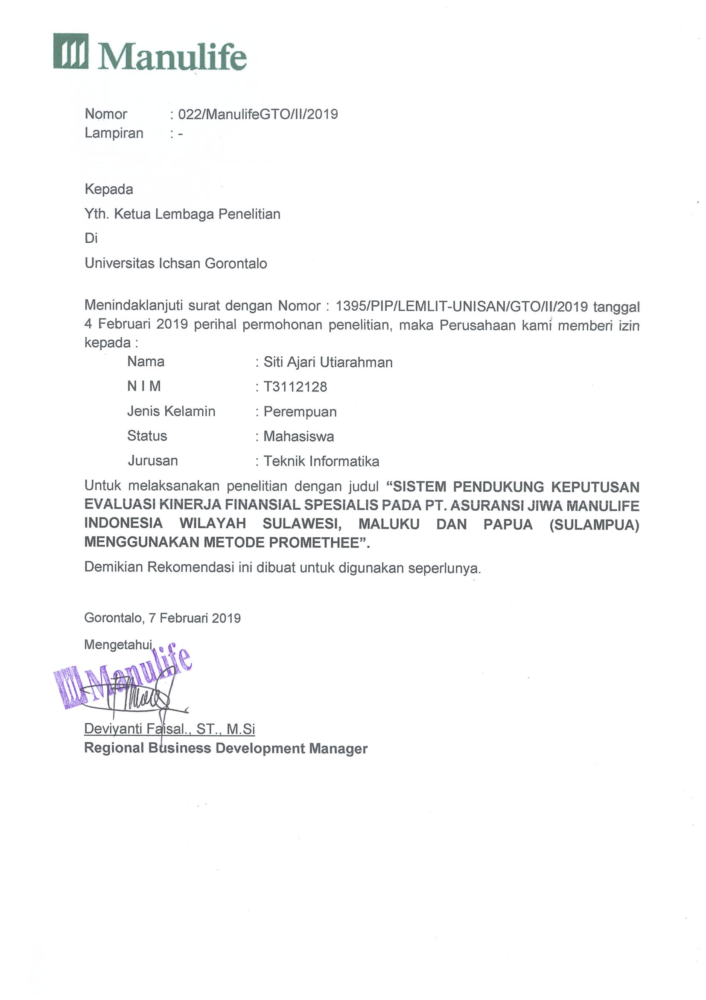 Manulife
Nomor : 022/ManulifeGTO/II/2019
Lampiran : -
Kepada
Yth. Ketua Lembaga Penelitian
Di
Universitas Ichsan Gorontalo
Menindaklanjuti surat dengan Nomor : 1395/PIP/LEMLIT-UNISAN/GTO/II/2019 tanggal
4 Februari 2019 perihal permohonan penelitian, maka Perusahaan kami memberi izin
kepada :
Nama : Siti Ajari Utiarahman
N I M : T3112128
Jenis Kelamin : Perempuan
Status : Mahasiswa
Jurusan : Teknik Informatika
Untuk melaksanakan penelitian dengan judul “SISTEM PENDUKUNG KEPUTUSAN
EVALUASI KINERJA FINANSIAL SPESIALIS PADA PT. ASURANSI JIWA MANULIFE
INDONESIA WILAYAH SULAWESI, MALUKU DAN PAPUA (SULAMPUA)
MENGGUNAKAN METODE PROMETHEE”.
Demikian Rekomendasi ini dibuat untuk digunakan seperlunya.
Gorontalo, 7 Februari 2019
Mengetahui,
Manulife
Deviyanti Faisal., ST., M.Si
Regional Business Development Manager